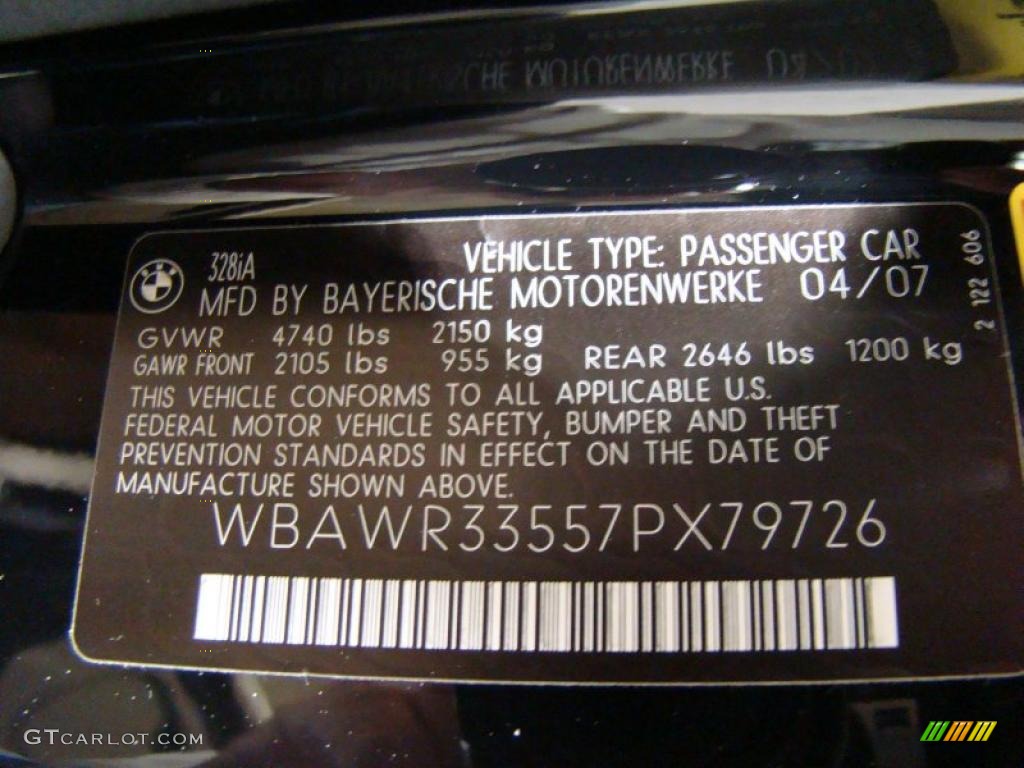 328iA VEHICLE TYPE: PASSENGER CAR
MFD BY BAYERISCHE MOTORENWERKE 04/07
GVWR 4740 lbs 2150 kg
GAWR FRONT 2105 lbs 955 kg REAR 2646 lbs 1200 kg
THIS VEHICLE CONFORMS TO ALL APPLICABLE U.S.
FEDERAL MOTOR VEHICLE SAFETY, BUMPER AND THEFT
PREVENTION STANDARDS IN EFFECT ON THE DATE OF
MANUFACTURE SHOWN ABOVE.
WBAWR33557PX79726
2 122 606
BMW
GTCARLOT.COM